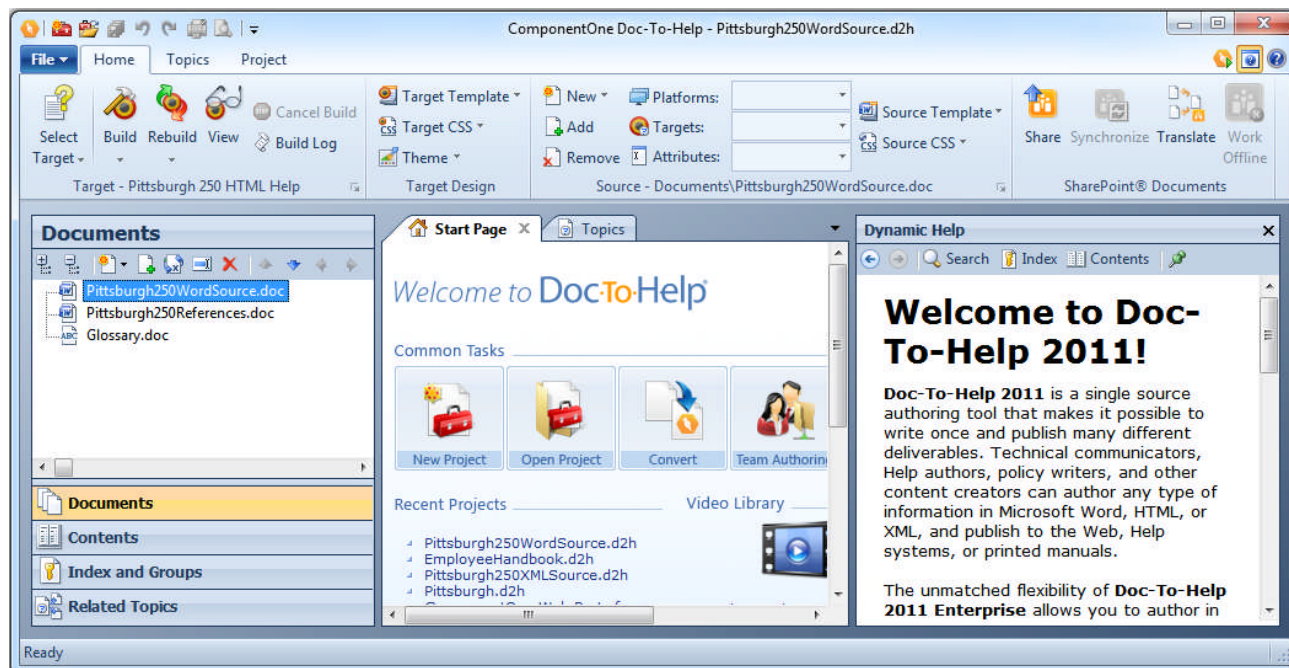 ComponentOne Doc-To-Help - Pittsburgh250WordSource.d2h
File Home Topics Project
Select Target
Build
Rebuild
View
Cancel Build
Build Log
Target - Pittsburgh 250 HTML Help
Target Template
CSS Target CSS
Theme
Target Design
New
Add
Remove
Platforms:
Targets:
Attributes:
Source Template
CSS Source CSS
Source - Documents\Pittsburgh250WordSource.doc
Share
Synchronize
Translate
Work Offline
SharePoint® Documents
Documents
Pittsburgh250WordSource.doc
Pittsburgh250References.doc
ABC Glossary.doc
Documents
Contents
Index and Groups
Related Topics
Start Page
Topics
Welcome to Doc-To-Help
Common Tasks
New Project
Open Project
Convert
Team Authoring
Recent Projects
Video Library
Pittsburgh250WordSource.d2h
EmployeeHandbook.d2h
Pittsburgh250XMLSource.d2h
Pittsburgh.d2h
Dynamic Help
Search Index Contents
Welcome to Doc-
To-Help 2011!
Doc-To-Help 2011 is a single source
authoring tool that makes it possible to
write once and publish many different
deliverables. Technical communicators,
Help authors, policy writers, and other
content creators can author any type of
information in Microsoft Word, HTML, or
XML, and publish to the Web, Help
systems, or printed manuals.
The unmatched flexibility of Doc-To-Help
2011 Enterprise allows you to author in
Ready